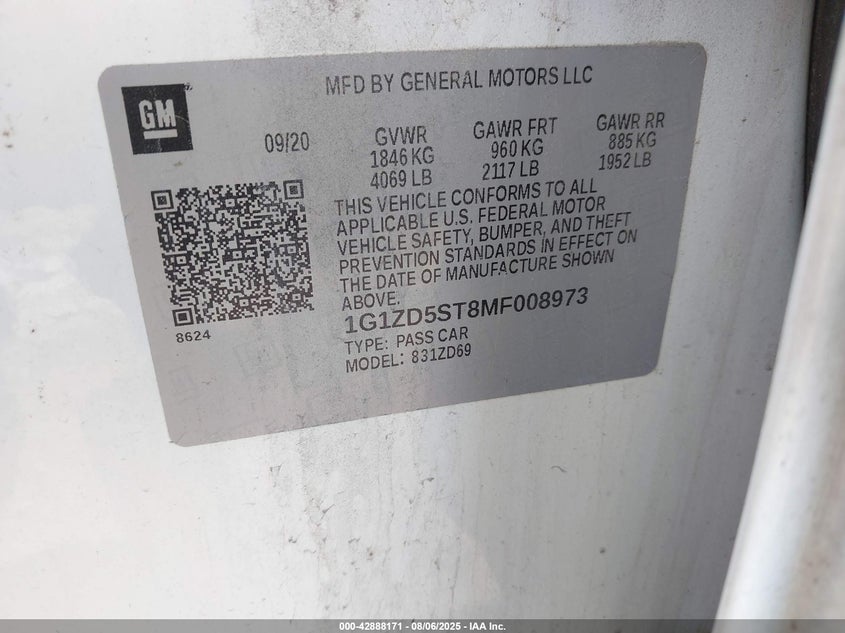 MFD BY GENERAL MOTORS LLC
GM
09/20
GVWR
1846 KG
4069 LB
GAWR FRT
960 KG
2117 LB
GAWR RR
885 KG
1952 LB
THIS VEHICLE CONFORMS TO ALL
APPLICABLE U.S. FEDERAL MOTOR
VEHICLE SAFETY, BUMPER, AND THEFT
PREVENTION STANDARDS IN EFFECT ON
THE DATE OF MANUFACTURE SHOWN
ABOVE.
8624
1G1ZD5ST8MF008973
TYPE: PASS CAR
MODEL: 831ZD69
000-42888171 - 08/06/2025 - IAA Inc.